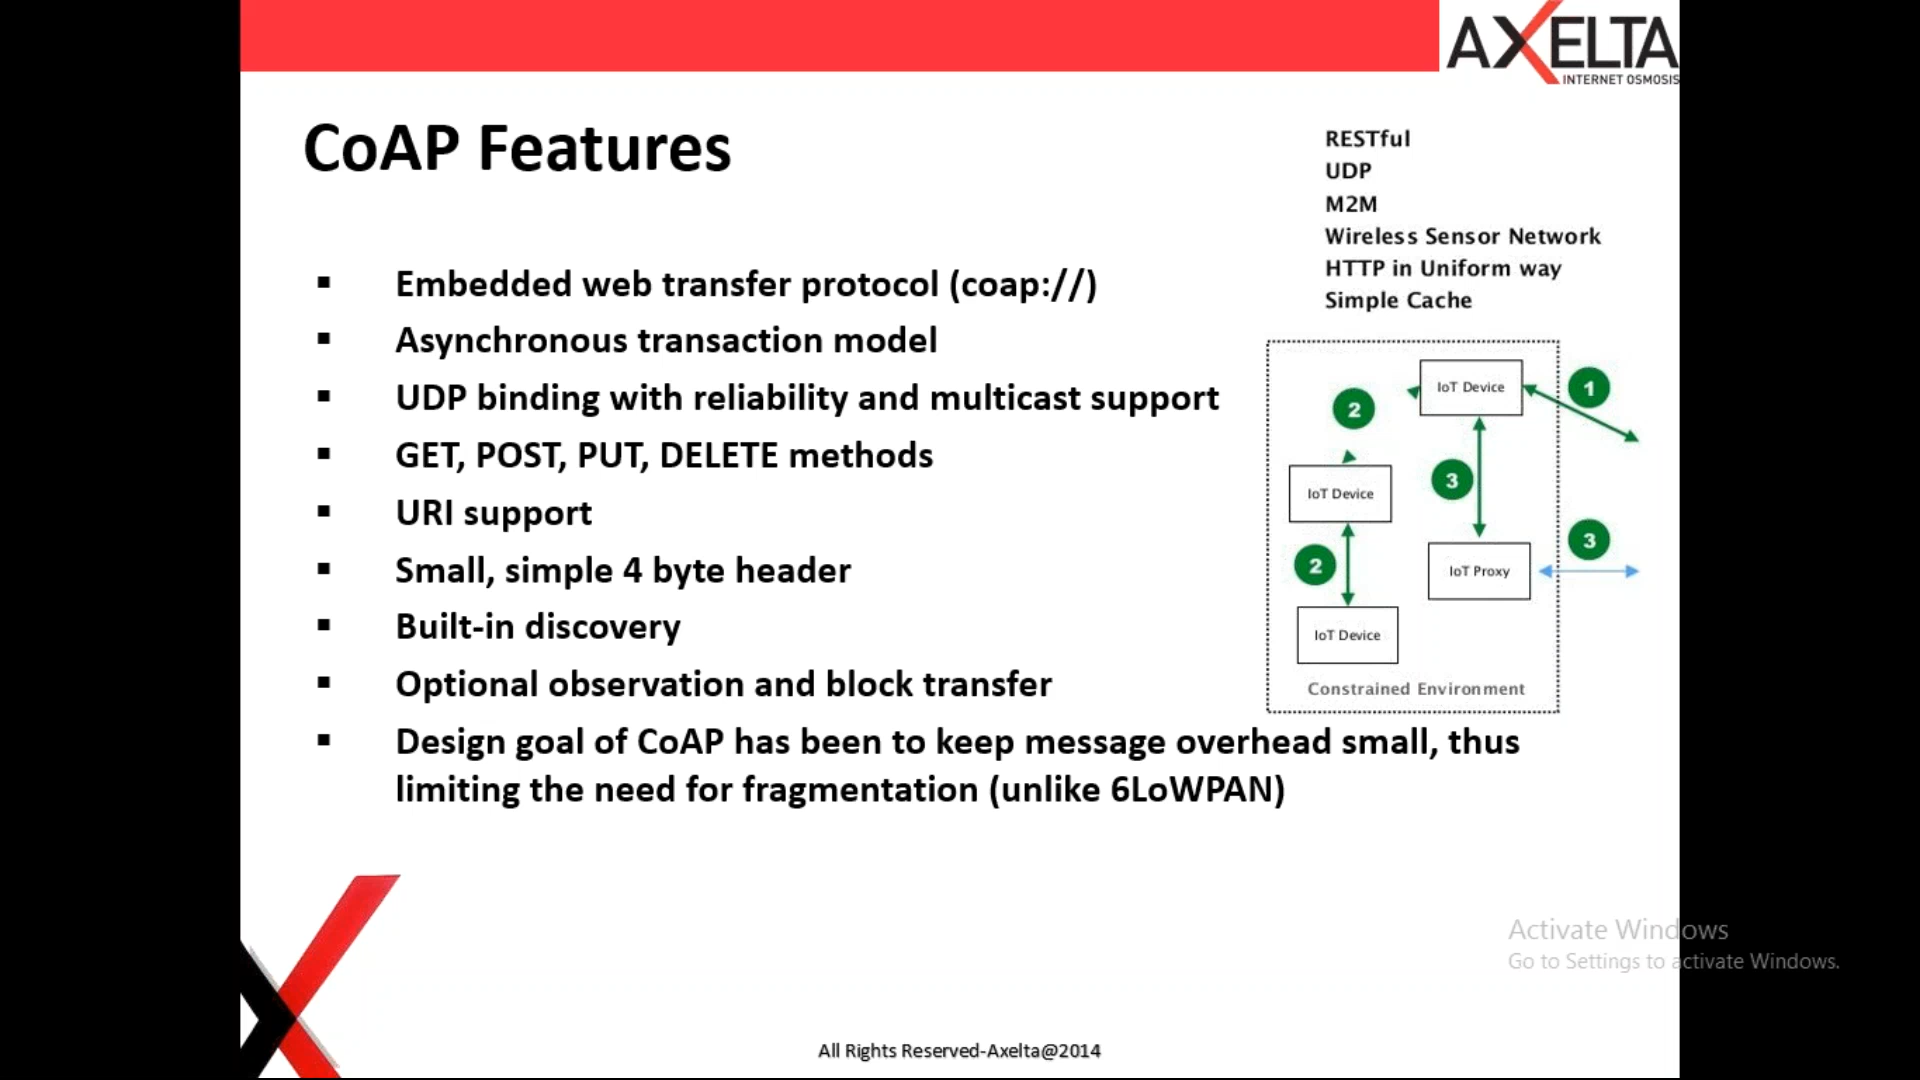 AXELTA
INTERNET OSMOSIS
CoAP Features
RESTful
UDP
M2M
Wireless Sensor Network
HTTP in Uniform way
Simple Cache
▪ Embedded web transfer protocol (coap://)
▪ Asynchronous transaction model
▪ UDP binding with reliability and multicast support
▪ GET, POST, PUT, DELETE methods
▪ URI support
▪ Small, simple 4 byte header
▪ Built-in discovery
▪ Optional observation and block transfer
▪ Design goal of CoAP has been to keep message overhead small, thus
limiting the need for fragmentation (unlike 6LoWPAN)
IoT Device
1
2
3
IoT Device
3
2
IoT Proxy
IoT Device
Constrained Environment
Activate Windows
Go to Settings to activate Windows.
All Rights Reserved-Axelta@2014